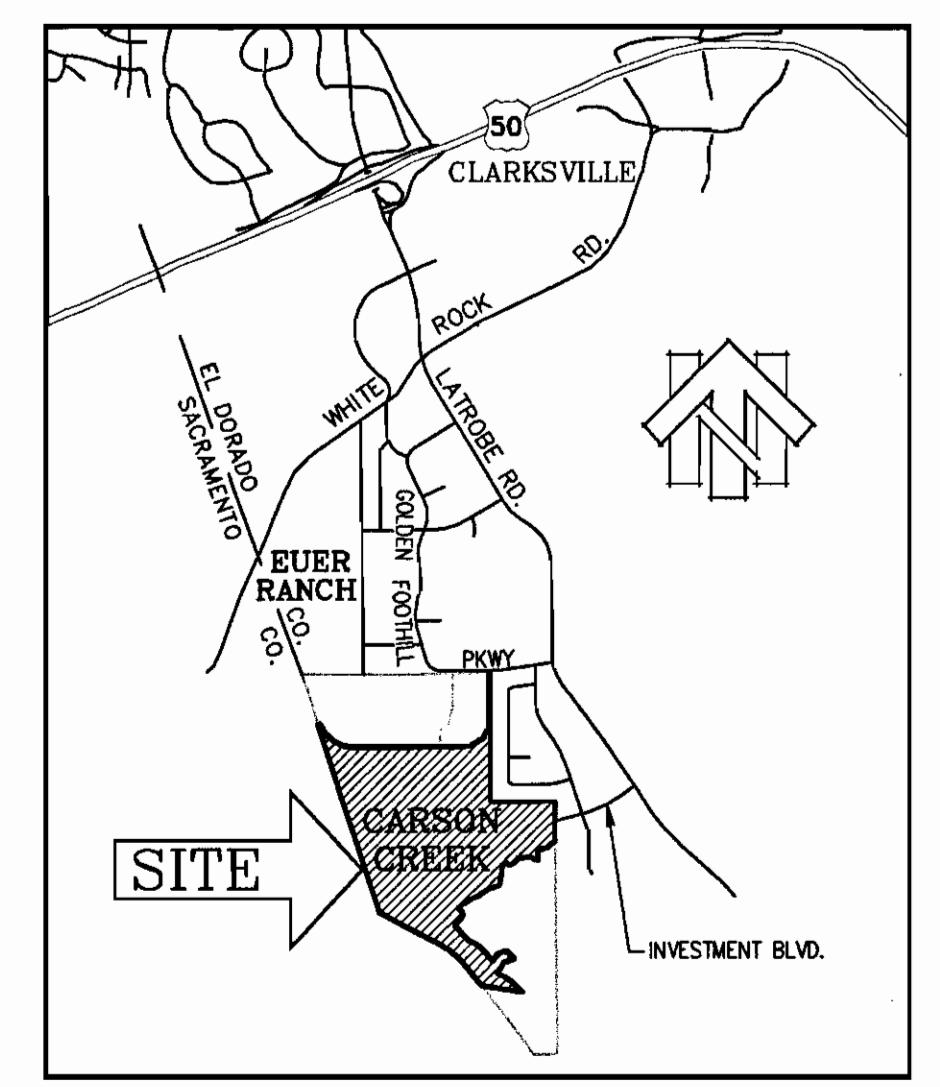 50
CLARKSVILLE
WHITE ROCK RD.
EL DORADO
SACRAMENTO
LATROBE RD.
GOLDEN FOOTHILL PKWY
EUER
RANCH
CO.
CO.
CARSON
CREEK
SITE
INVESTMENT BLVD.
N